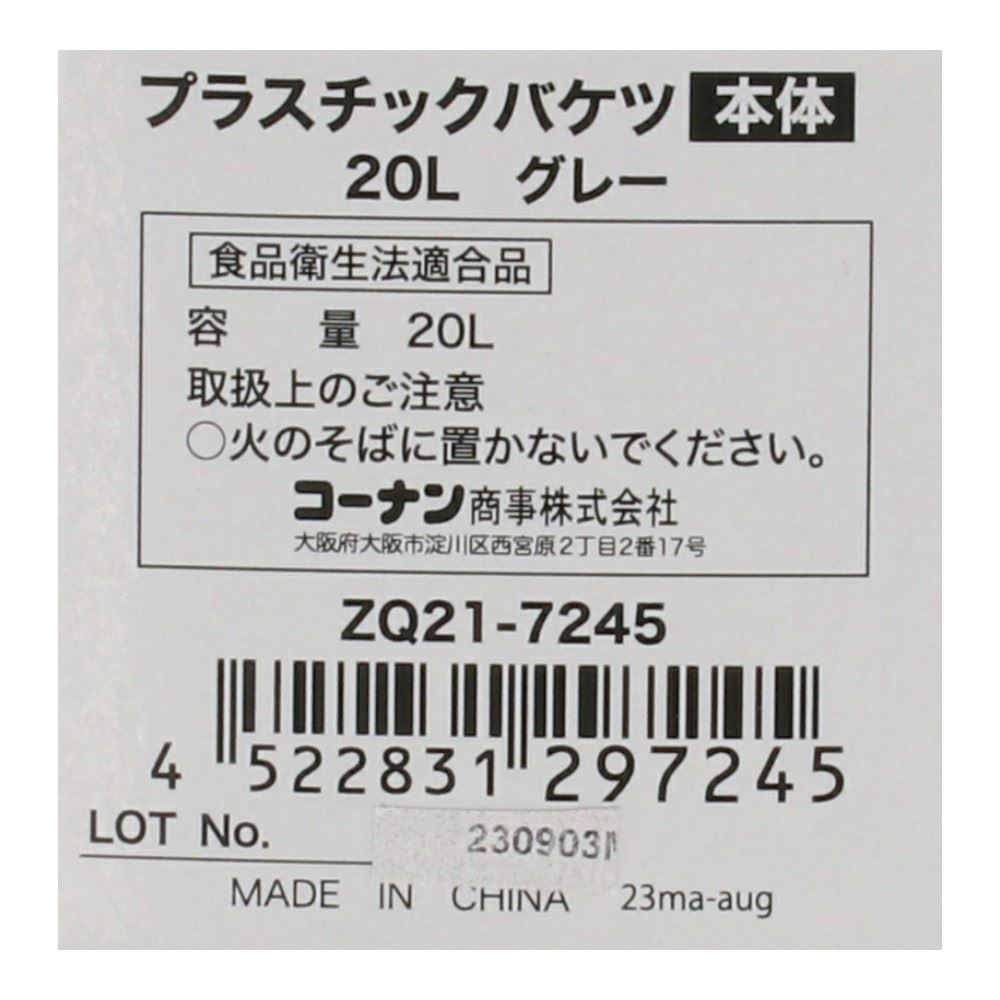 プラスチックバケツ 本体
20L グレー
食品衛生法適合品
容 量 20L
取扱上のご注意
○火のそばに置かないでください。
コーナン商事株式会社
大阪府大阪市淀川区西宮原2丁目2番17号
ZQ21-7245
4 522831 297245
LOT No. 230903
MADE IN CHINA 23ma-aug